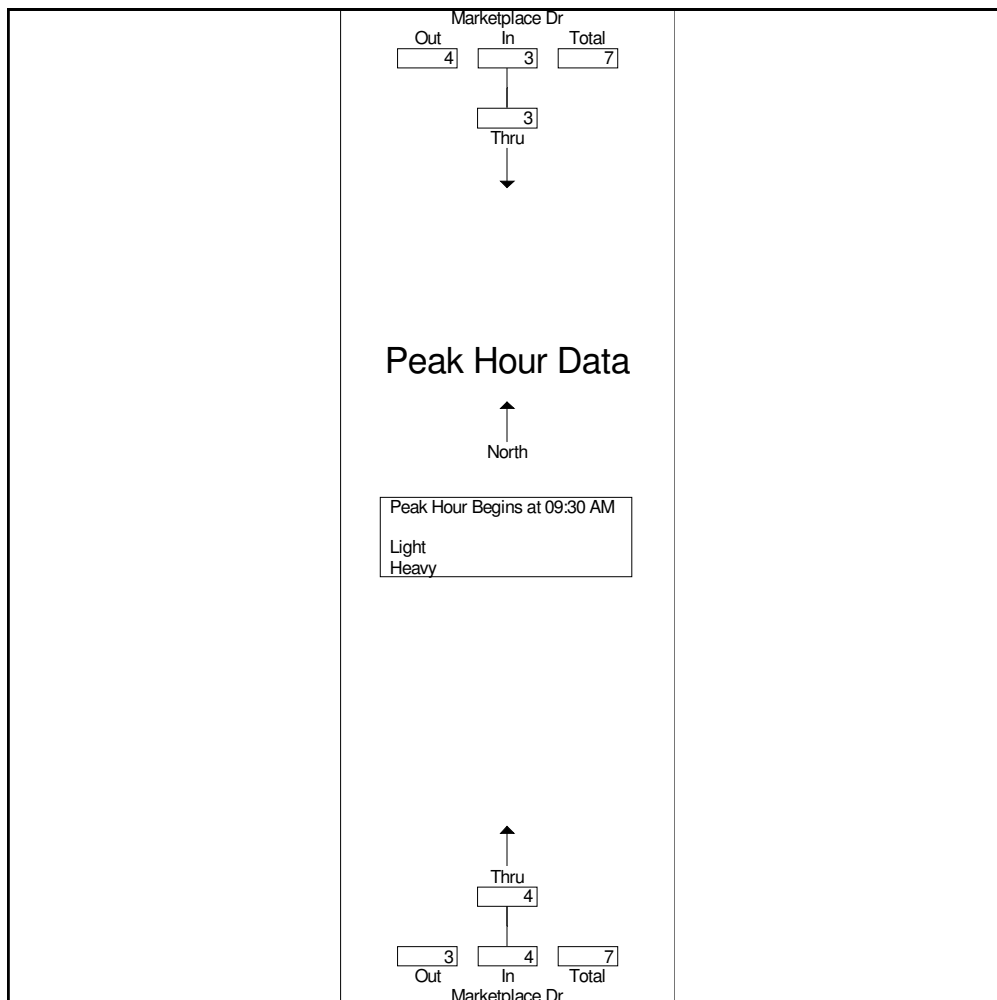 Marketplace Dr
Out In Total
4 3 7
3
Thru
Peak Hour Data
North
Peak Hour Begins at 09:30 AM
Light
Heavy
Thru
4
3 4 7
Out In Total
Marketplace Dr